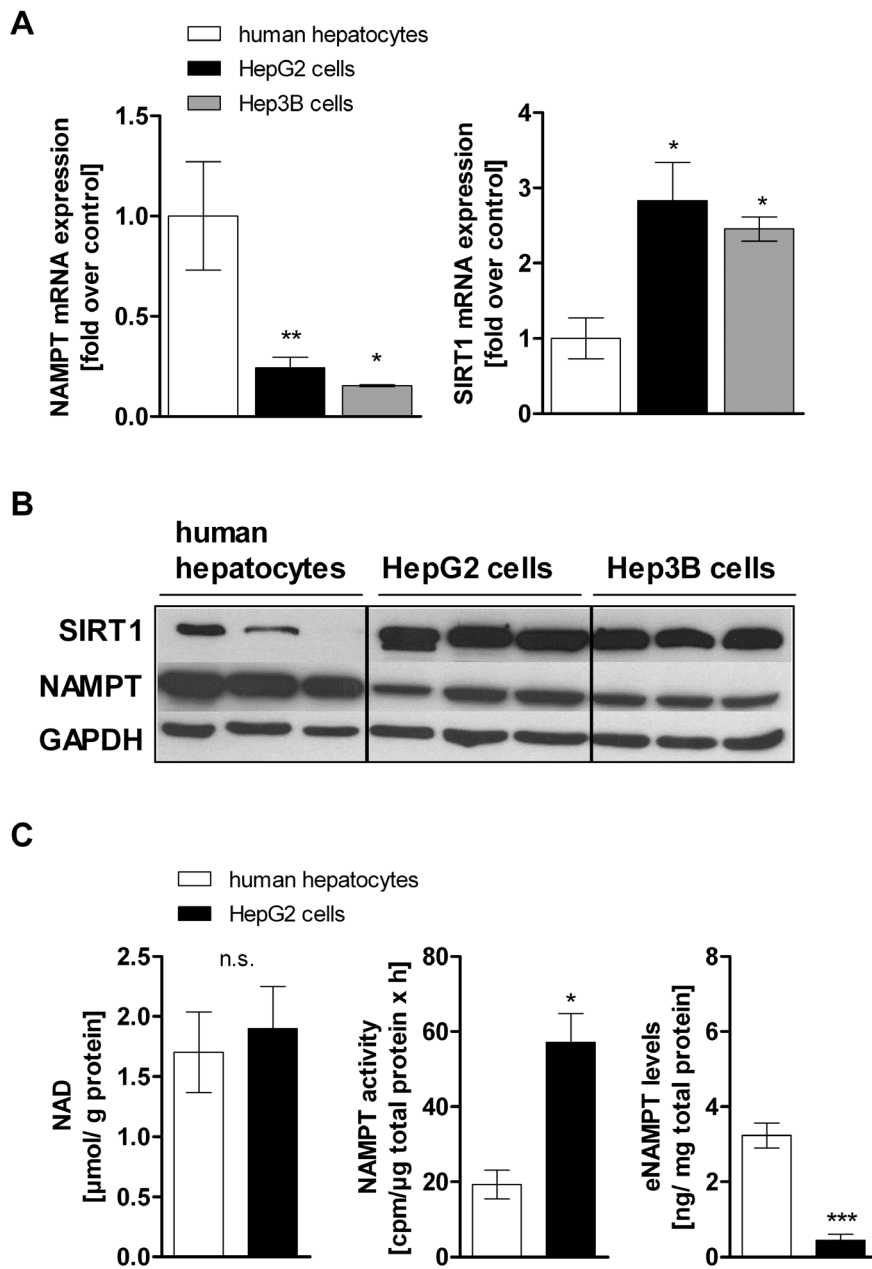 A
human hepatocytes
HepG2 cells
Hep3B cells
NAMPT mRNA expression
[fold over control]
1.5
1.0
0.5
0.0
**
*
SIRT1 mRNA expression
[fold over control]
4
3
2
1
0
*
*
B
human
hepatocytes
HepG2 cells
Hep3B cells
SIRT1
NAMPT
GAPDH
C
human hepatocytes
HepG2 cells
NAD
[µmol/ g protein]
2.5
2.0
1.5
1.0
0.5
0.0
n.s.
NAMPT activity
[cpm/µg total protein x h]
80
60
40
20
0
*
eNAMPT levels
[ng/ mg total protein]
8
6
4
2
0
***